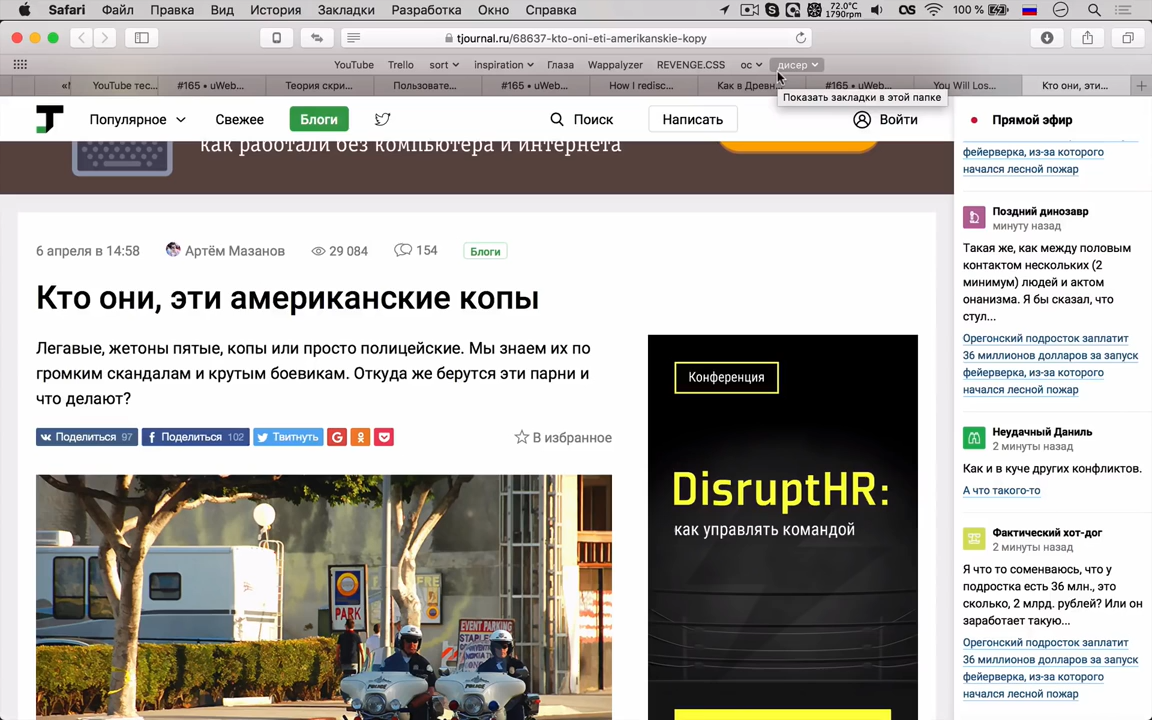 Safari Файл Правка Вид История Закладки Разработка Окно Справка 72.0°C 1790rpm 100 %
tjournal.ru/68637-kto-oni-eti-amerikanskie-kopy
YouTube Trello sort inspiration Глаза Wappalyzer REVENGE.CSS ос дисер
«! YouTube тес... #165 • uWeb... Теория скри... Пользовате... #165 • uWeb... How I redisc... Как в Древн... #165 • uWeb... You Will Los... Кто они, эти...
Показать закладки в этой папке
Популярное Свежее Блоги Поиск Написать Войти
как работали без компьютера и интернета
6 апреля в 14:58 Артём Мазанов 29 084 154 Блоги
Кто они, эти американские копы
Легавые, жетоны пятые, копы или просто полицейские. Мы знаем их по
громким скандалам и крутым боевикам. Откуда же берутся эти парни и
что делают?
Поделиться 97 Поделиться 102 Твитнуть В избранное
PARK
EVENT PARKING
POLICE
Конференция
DisruptHR:
как управлять командой
Прямой эфир
фейерверка, из-за которого
начался лесной пожар
Поздний динозавр
минуту назад
Такая же, как между половым
контактом нескольких (2
минимум) людей и актом
онанизма. Я бы сказал, что
стул...
Орегонский подросток заплатит
36 миллионов долларов за запуск
фейерверка, из-за которого
начался лесной пожар
Неудачный Даниль
2 минуты назад
Как и в куче других конфликтов.
А что такого-то
Фактический хот-дог
2 минуты назад
Я что то соменваюсь, что у
подростка есть 36 млн., это
сколько, 2 млрд. рублей? Или он
заработает такую...
Орегонский подросток заплатит
36 миллионов долларов за запуск
фейерверка, из-за которого
начался лесной пожар